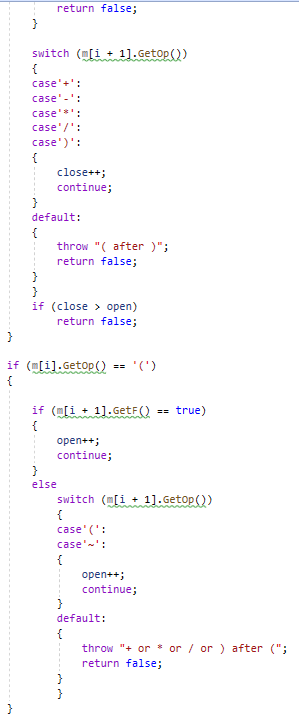 return false;
}
switch (m[i + 1].GetOp())
{
case'+':
case'-':
case'*':
case'/':
case')':
{
close++;
continue;
}
default:
{
throw "( after )";
return false;
}
}
if (close > open)
return false;
}
if (m[i].GetOp() == '(')
{
if (m[i + 1].GetF() == true)
{
open++;
continue;
}
else
switch (m[i + 1].GetOp())
{
case'(':
case'~':
{
open++;
continue;
}
default:
{
throw "+ or * or / or ) after (";
return false;
}
}
}